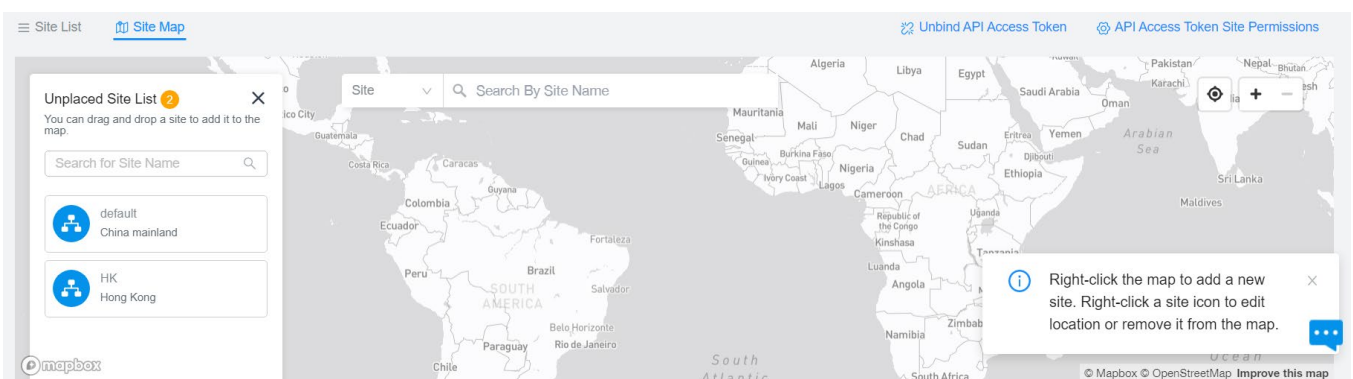 Site List
Site Map
Unbind API Access Token
API Access Token Site Permissions
Unplaced Site List 2
You can drag and drop a site to add it to the
map.
Search for Site Name
default
China mainland
HK
Hong Kong
Site
Search By Site Name
ico City
Guatemala
Costa Rica
Caracas
Guyana
Colombia
Ecuador
Fortaleza
Peru
Brazil
SOUTH
AMERICA
Salvador
Belo Horizonte
Paraguay
Rio de Janeiro
Chile
South
Atlantic
Algeria
Libya
Egypt
Mauritania
Mali
Niger
Chad
Sudan
Senegal
Burkina Faso
Guinea
Nigeria
Ivory Coast
Lagos
Cameroon
AFRICA
Eritrea
Yemen
Djibouti
Ethiopia
Republic of
the Congo
Uganda
Kinshasa
Tanzania
Luanda
Angola
Namibia
Zimbab
South Africa
Saudi Arabia
Oman
Pakistan
Karachi
Nepal
Bhutan
esh
dia
Arabian
Sea
Sri Lanka
Maldives
Right-click the map to add a new
site. Right-click a site icon to edit
location or remove it from the map.
Ocean
mapbox
© Mapbox © OpenStreetMap Improve this map